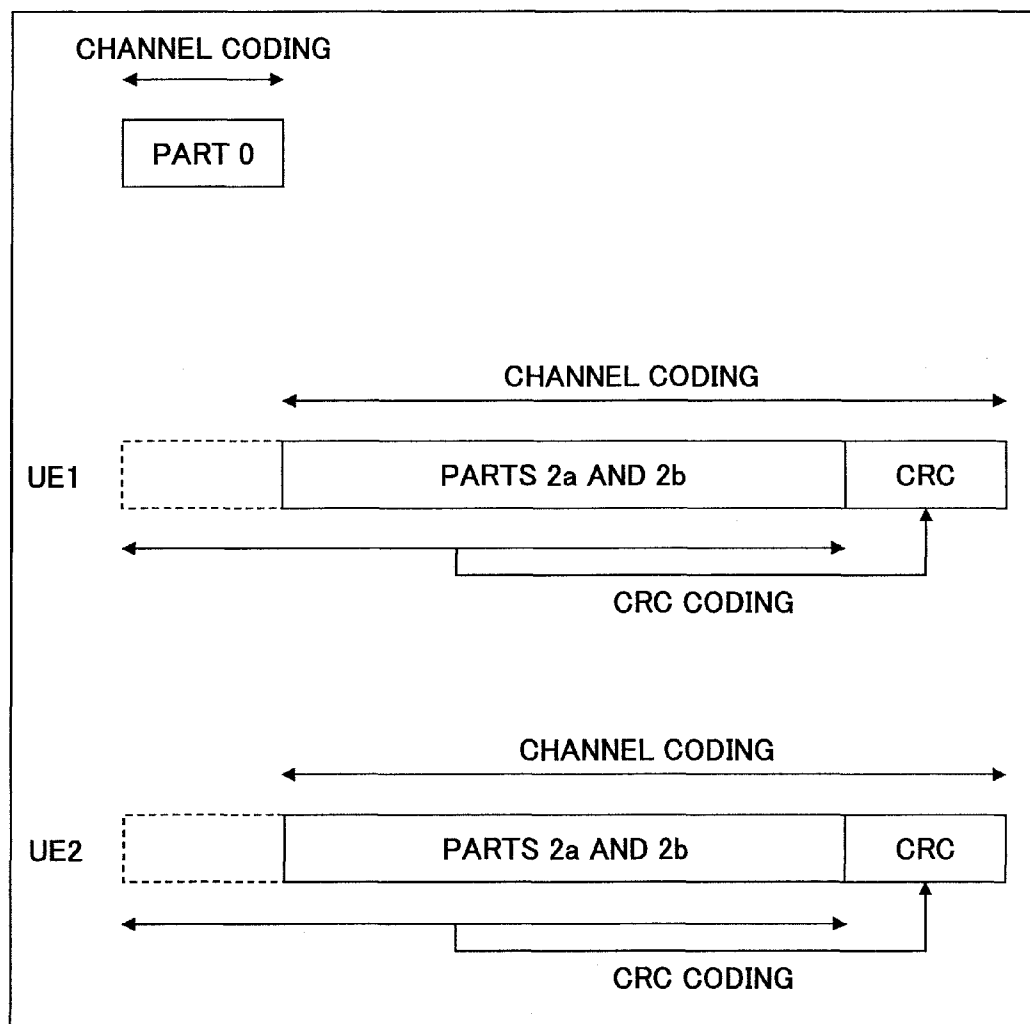 CHANNEL CODING
PART 0
CHANNEL CODING
UE1
PARTS 2a AND 2b
CRC
CRC CODING
CHANNEL CODING
UE2
PARTS 2a AND 2b
CRC
CRC CODING